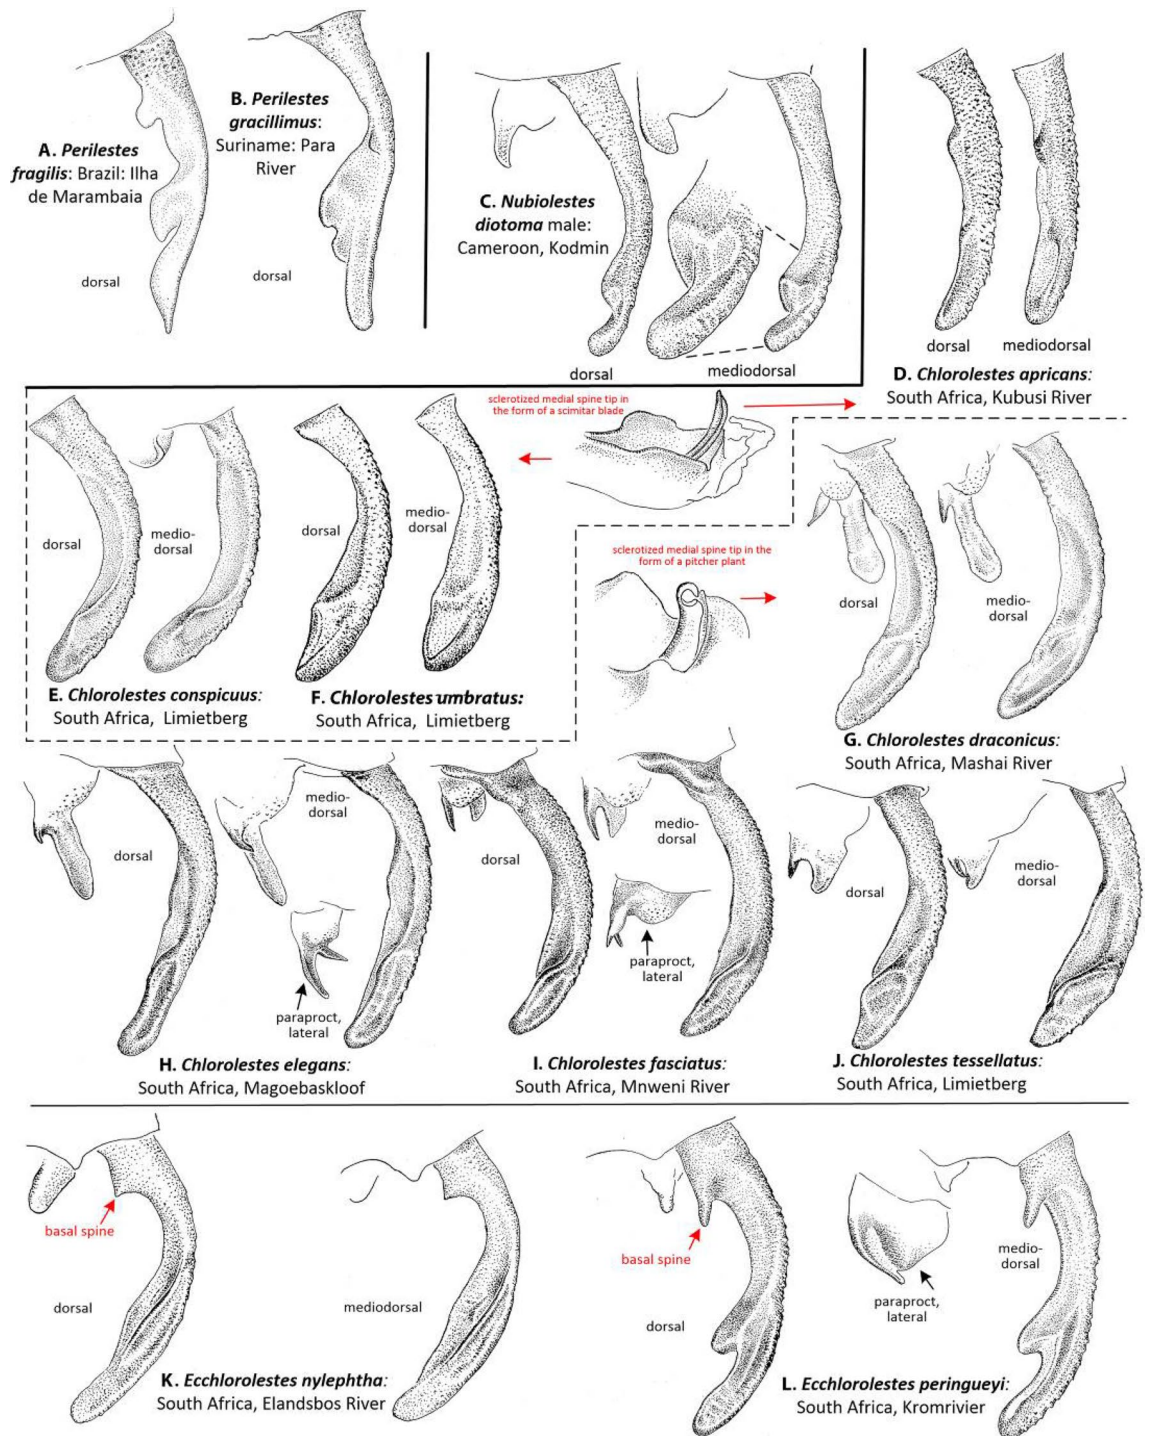 A. Perilestes
fragilis: Brazil: Ilha
de Marambaia
dorsal
B. Perilestes
gracillimus:
Suriname: Para
River
dorsal
C. Nubiolestes
diotoma male:
Cameroon, Kodmin
dorsal
mediodorsal
dorsal
mediodorsal
D. Chlorolestes apricans:
South Africa, Kubusi River
sclerotized medial spine tip in
the form of a scimitar blade
dorsal
medio-
dorsal
E. Chlorolestes conspicuus:
South Africa, Limietberg
dorsal
medio-
dorsal
F. Chlorolestes umbratus:
South Africa, Limietberg
sclerotized medial spine tip in the
form of a pitcher plant
dorsal
medio-
dorsal
G. Chlorolestes draconicus:
South Africa, Mashai River
dorsal
medio-
dorsal
paraproct,
lateral
H. Chlorolestes elegans:
South Africa, Magoebaskloof
dorsal
medio-
dorsal
paraproct,
lateral
I. Chlorolestes fasciatus:
South Africa, Mnweni River
dorsal
medio-
dorsal
J. Chlorolestes tessellatus:
South Africa, Limietberg
basal spine
dorsal
mediodorsal
K. Ecchlorolestes nylephtha:
South Africa, Elandsbos River
basal spine
dorsal
paraproct,
lateral
medio-
dorsal
L. Ecchlorolestes peringueyi:
South Africa, Kromrivier